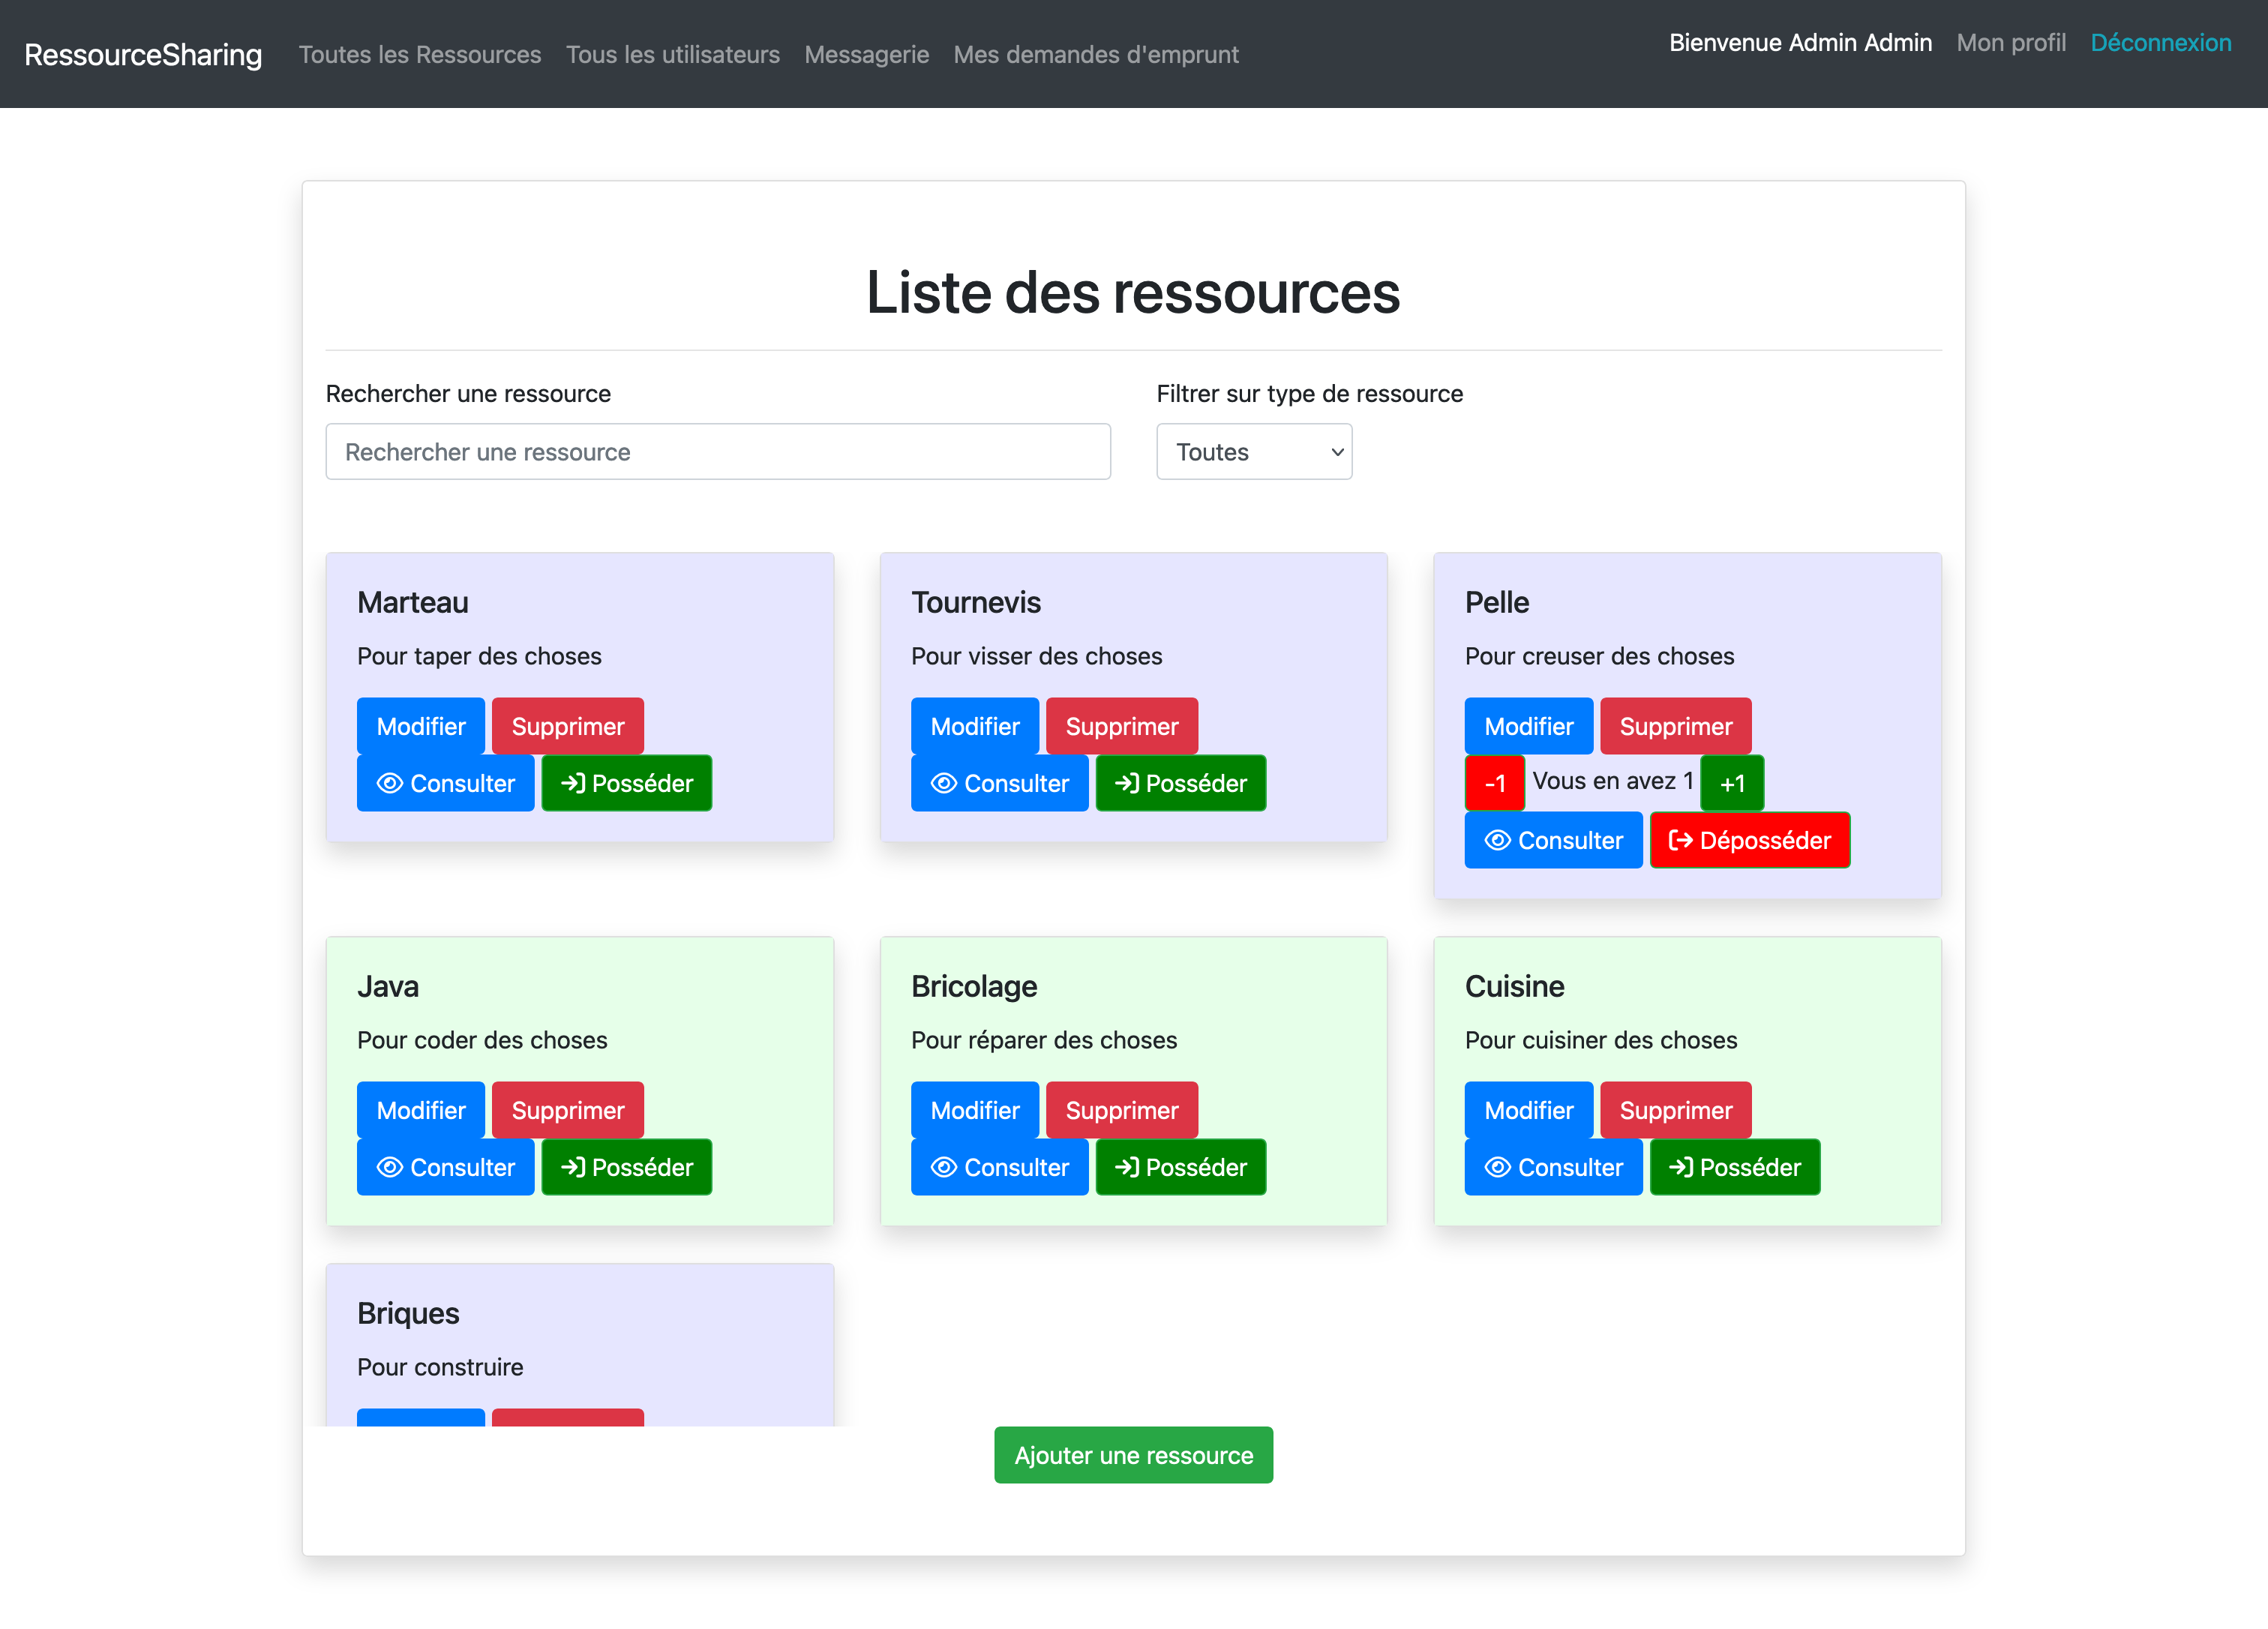 RessourceSharing Toutes les Ressources Tous les utilisateurs Messagerie Mes demandes d'emprunt Bienvenue Admin Admin Mon profil Déconnexion
Liste des ressources
Rechercher une ressource Filtrer sur type de ressource
Rechercher une ressource Toutes
Marteau
Pour taper des choses
Modifier Supprimer
Consulter Posséder
Tournevis
Pour visser des choses
Modifier Supprimer
Consulter Posséder
Pelle
Pour creuser des choses
Modifier Supprimer
-1 Vous en avez 1 +1
Consulter Déposséder
Java
Pour coder des choses
Modifier Supprimer
Consulter Posséder
Bricolage
Pour réparer des choses
Modifier Supprimer
Consulter Posséder
Cuisine
Pour cuisiner des choses
Modifier Supprimer
Consulter Posséder
Briques
Pour construire
Ajouter une ressource